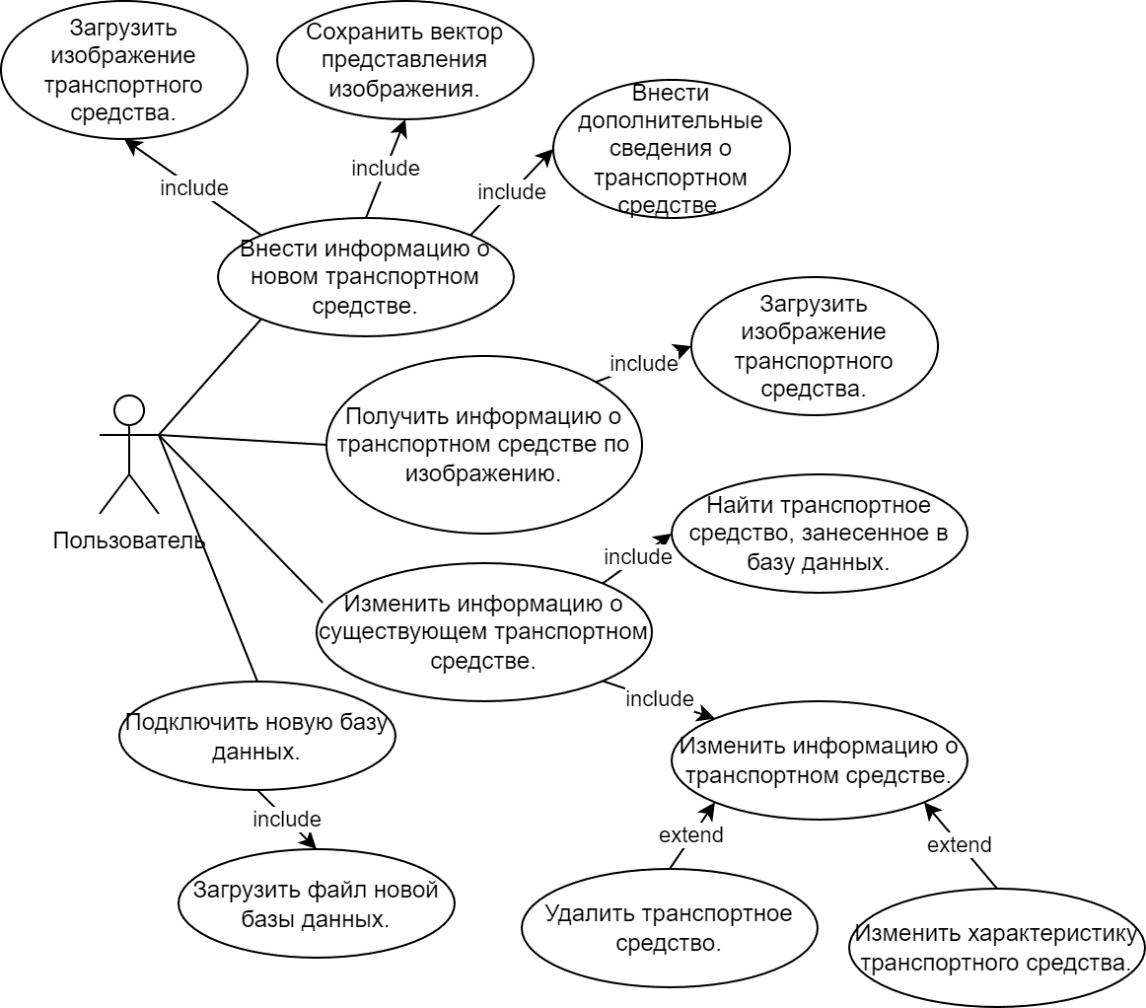 Загрузить
изображение
транспортного
средства.
Сохранить вектор
представления
изображения.
Внести
дополнительные
сведения о
транспортном
средстве
include
include
include
Внести информацию о
новом транспортном
средстве.
Загрузить
изображение
транспортного
средства.
include
Получить информацию о
транспортном средстве по
изображению.
Пользователь
Найти транспортное
средство, занесенное в
базу данных.
include
Изменить информацию о
существующем транспортном
средстве.
include
Подключить новую базу
данных.
Изменить информацию о
транспортном средстве.
include
extend
extend
Загрузить файл новой
базы данных.
Удалить транспортное
средство.
Изменить характеристику
транспортного средства.